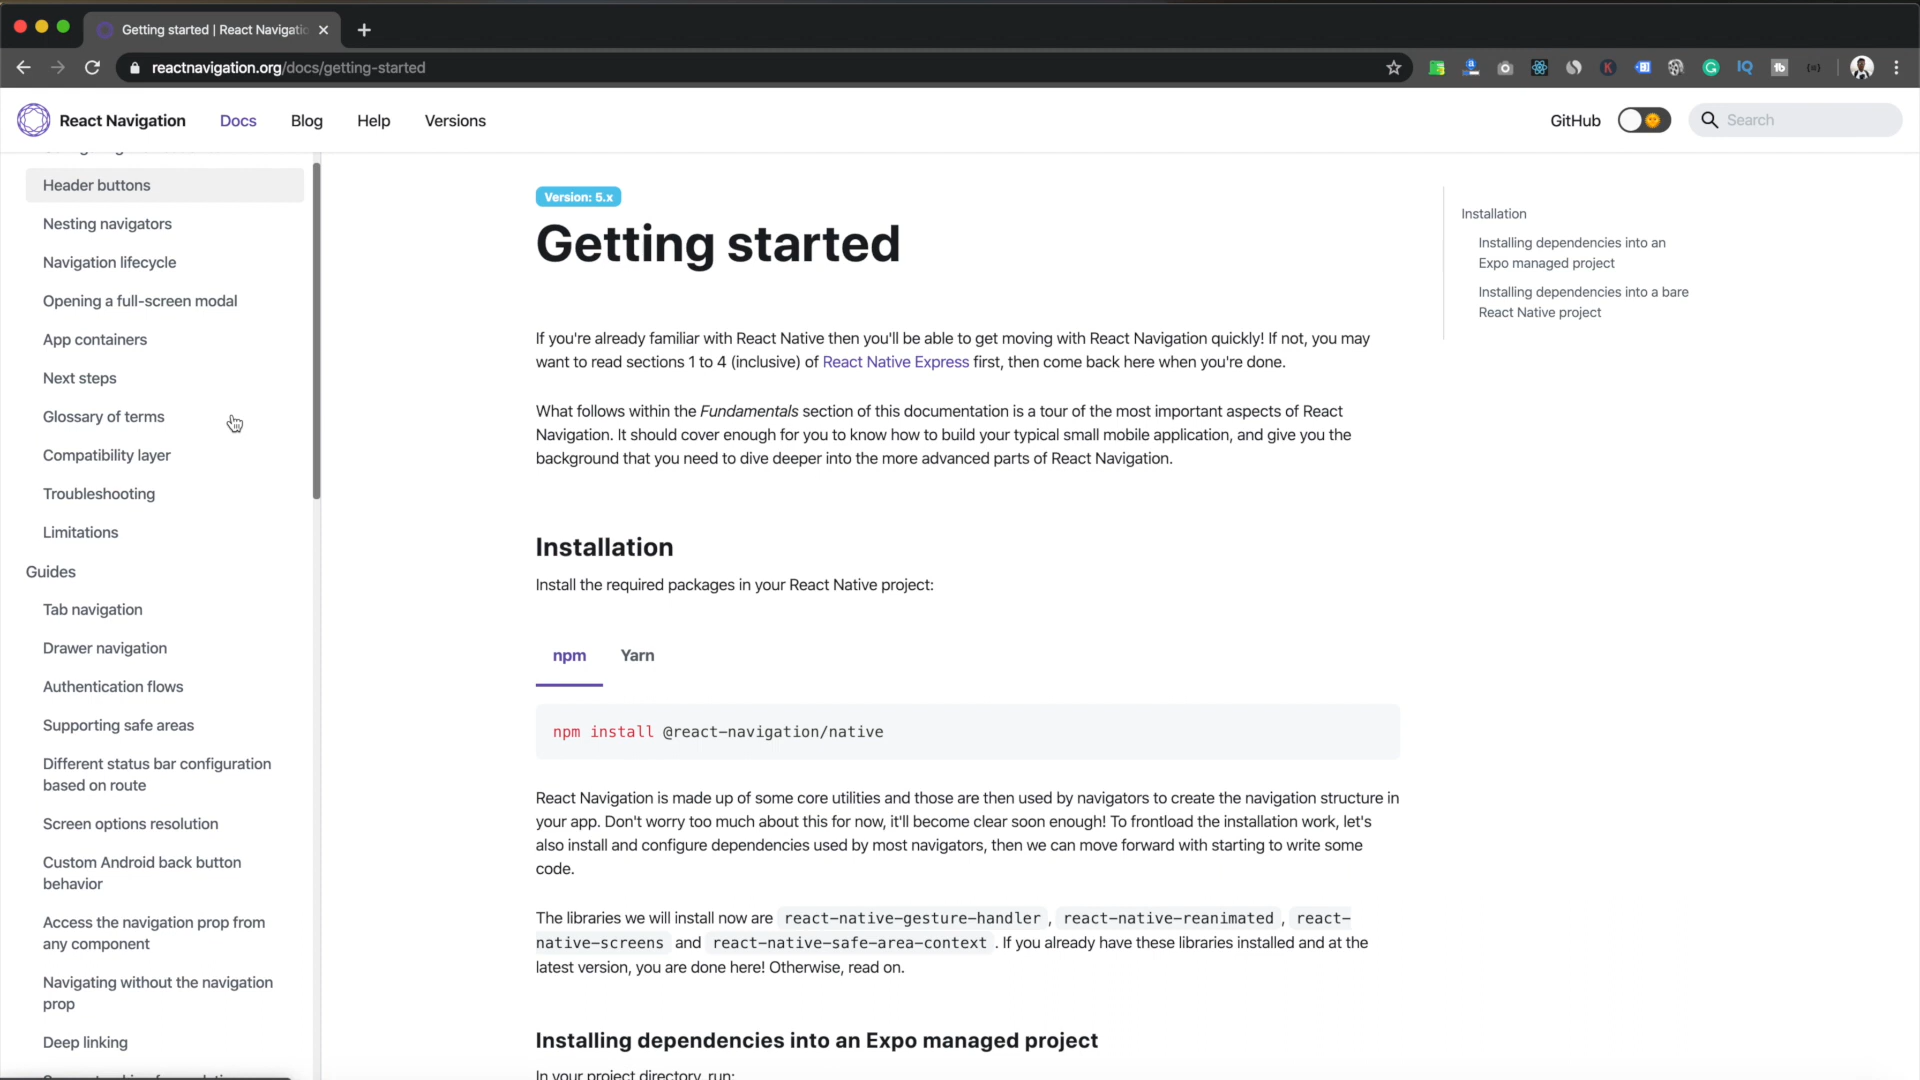 Getting started | React Navigatio
reactnavigation.org/docs/getting-started
React Navigation
Docs
Blog
Help
Versions
GitHub
Search
Header buttons
Nesting navigators
Navigation lifecycle
Opening a full-screen modal
App containers
Next steps
Glossary of terms
Compatibility layer
Troubleshooting
Limitations
Guides
Tab navigation
Drawer navigation
Authentication flows
Supporting safe areas
Different status bar configuration
based on route
Screen options resolution
Custom Android back button
behavior
Access the navigation prop from
any component
Navigating without the navigation
prop
Deep linking
Version: 5.x
Getting started
If you're already familiar with React Native then you'll be able to get moving with React Navigation quickly! If not, you may
want to read sections 1 to 4 (inclusive) of React Native Express first, then come back here when you're done.
What follows within the Fundamentals section of this documentation is a tour of the most important aspects of React
Navigation. It should cover enough for you to know how to build your typical small mobile application, and give you the
background that you need to dive deeper into the more advanced parts of React Navigation.
Installation
Install the required packages in your React Native project:
npm
Yarn
npm install @react-navigation/native
React Navigation is made up of some core utilities and those are then used by navigators to create the navigation structure in
your app. Don't worry too much about this for now, it'll become clear soon enough! To frontload the installation work, let's
also install and configure dependencies used by most navigators, then we can move forward with starting to write some
code.
The libraries we will install now are react-native-gesture-handler , react-native-reanimated , react-
native-screens and react-native-safe-area-context . If you already have these libraries installed and at the
latest version, you are done here! Otherwise, read on.
Installing dependencies into an Expo managed project
In your project directory, run:
Installation
Installing dependencies into an
Expo managed project
Installing dependencies into a bare
React Native project